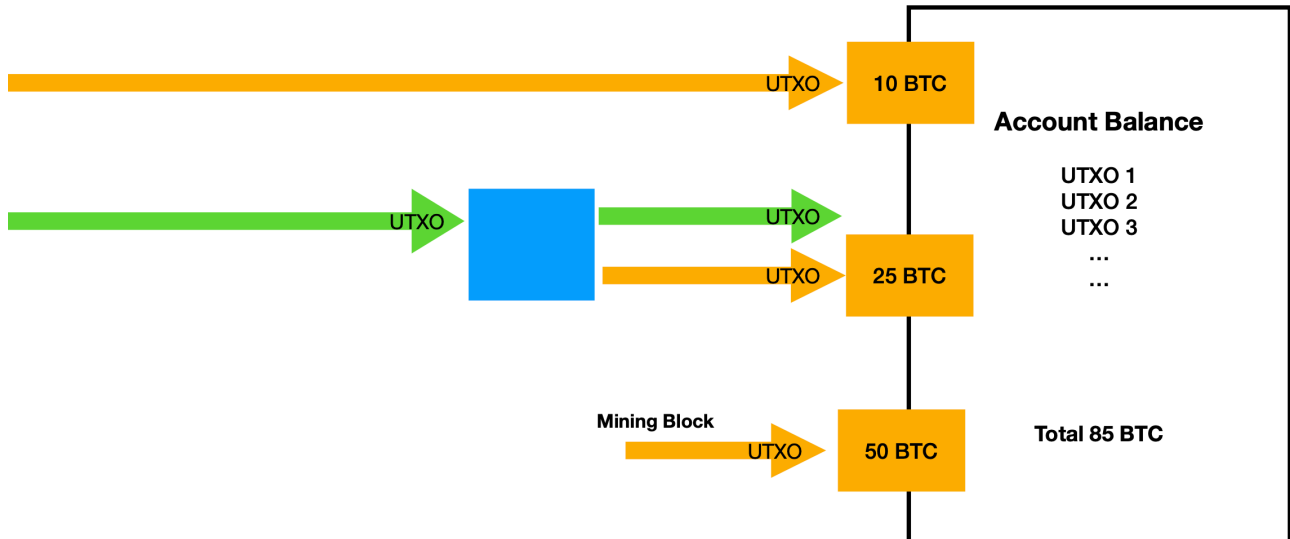 UTXO
10 BTC
Account Balance
UTXO 1
UTXO 2
UTXO 3
...
...
UTXO
UTXO
UTXO
25 BTC
Mining Block
UTXO
50 BTC
Total 85 BTC